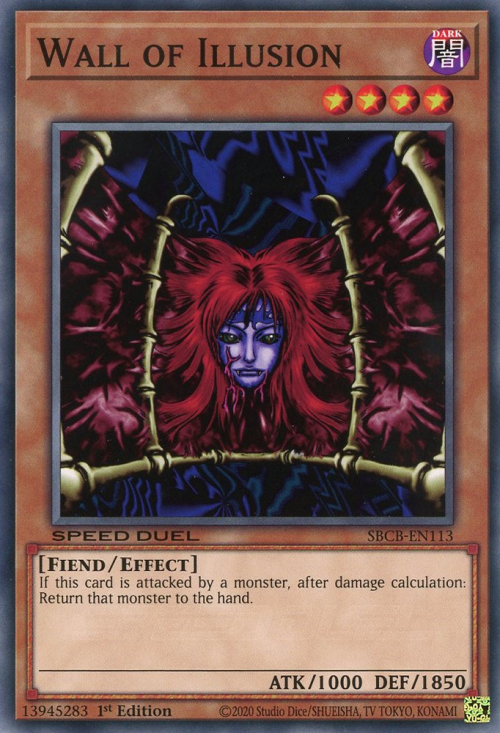 WALL OF ILLUSION
DARK
闇
SPEED DUEL
SBCB-EN113
[FIEND/EFFECT]
If this card is attacked by a monster, after damage calculation:
Return that monster to the hand.
ATK/1000 DEF/1850
13945283 1st Edition
©2020 Studio Dice/SHUEISHA, TV TOKYO, KONAMI